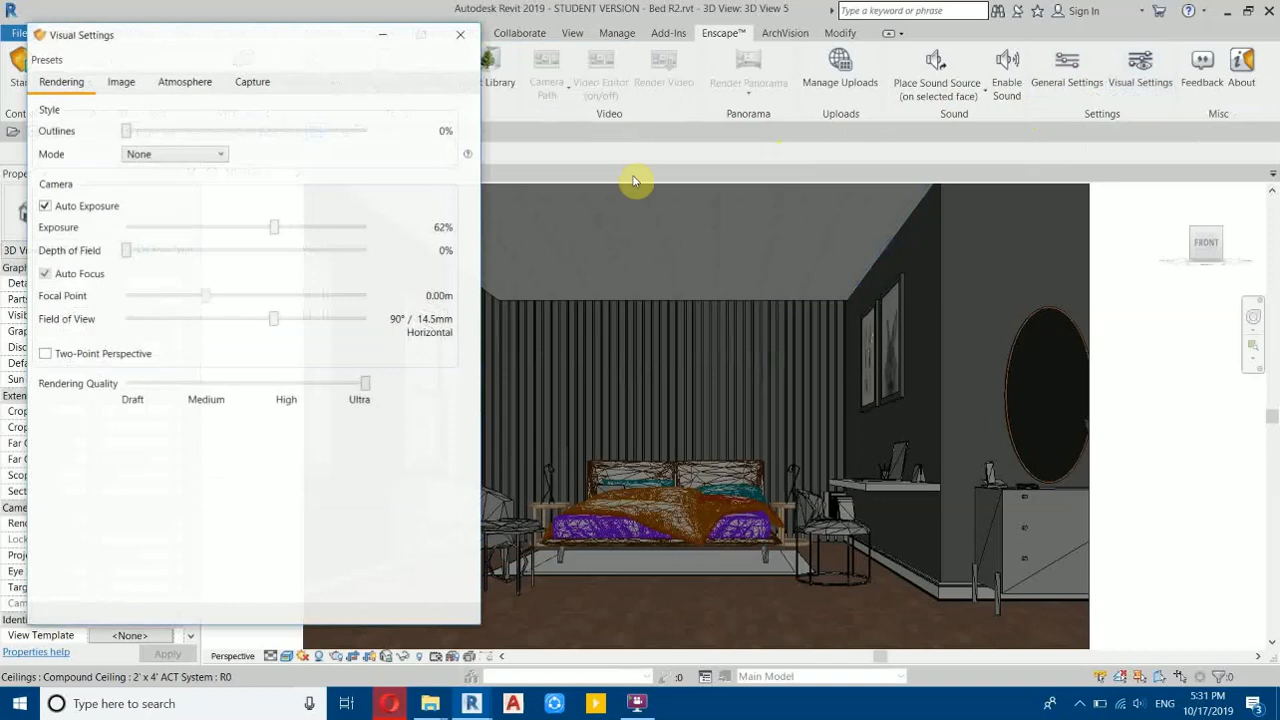 Autodesk Revit 2019 - STUDENT VERSION - Bed R2.rvt - 3D View: 3D View 5
Type a keyword or phrase
Sign In
Visual Settings
File
Collaborate View Manage Add-Ins Enscape™ ArchVision Modify
Presets
Rendering Image Atmosphere Capture
Library
Camera Path
Video Editor (on/off)
Render Video
Render Panorama
Manage Uploads
Place Sound Source (on selected face)
Enable Sound
General Settings
Visual Settings
Feedback
About
Video Panorama Uploads Sound Settings Misc
Style
Outlines 0%
Mode None
Camera
Auto Exposure
Exposure 62%
Depth of Field 0%
Auto Focus
Focal Point 0.00m
Field of View 90° / 14.5mm
Horizontal
Two-Point Perspective
Rendering Quality
Draft Medium High Ultra
FRONT
View Template <None>
Properties help
Apply
Perspective
Ceilings : Compound Ceiling : 2' x 4' ACT System : R0
:0
Main Model
:0
Type here to search
ENG
5:31 PM
10/17/2019
3